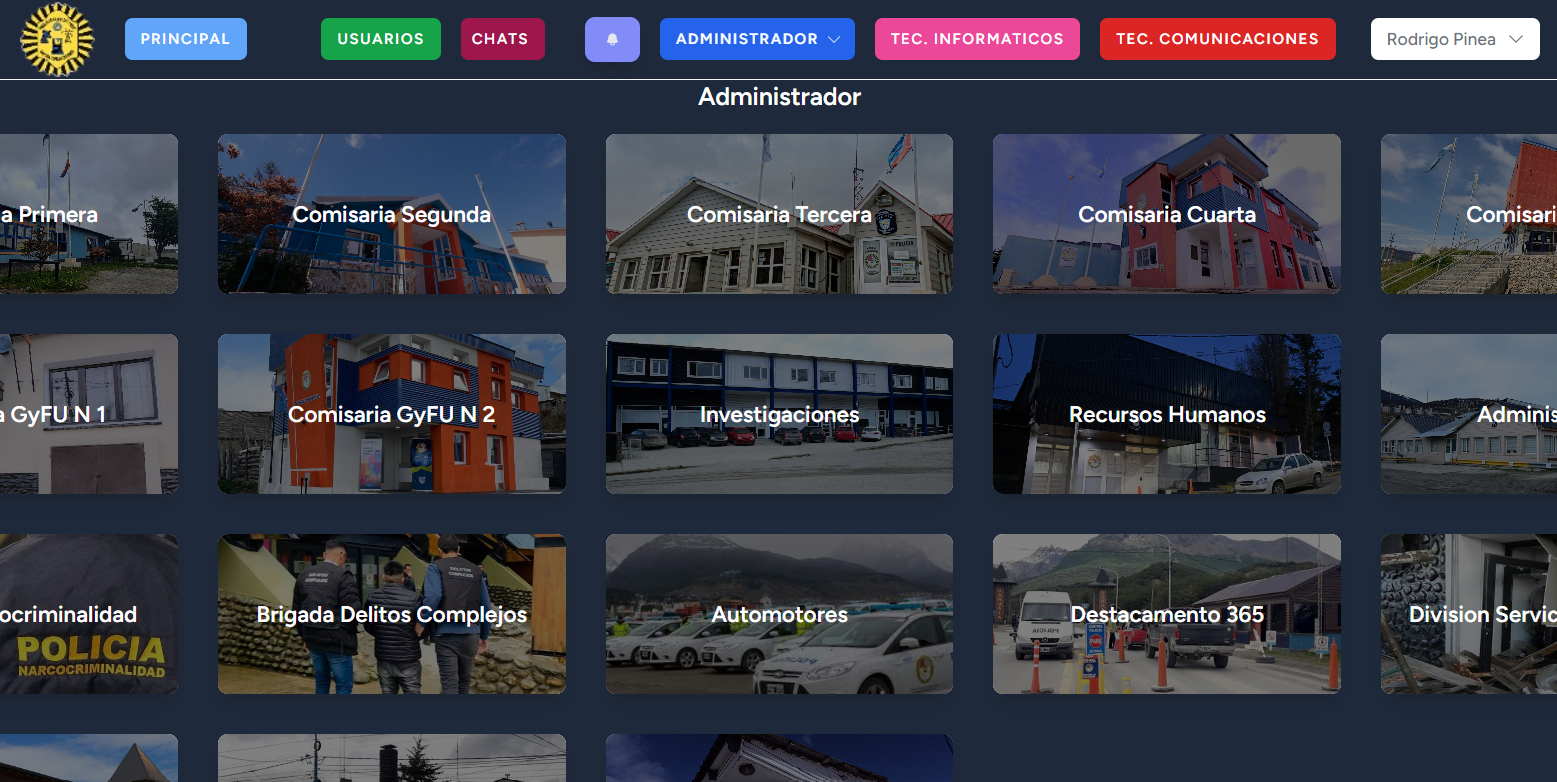 PRINCIPAL
USUARIOS
CHATS
ADMINISTRADOR
TEC. INFORMATICOS
TEC. COMUNICACIONES
Rodrigo Pinea
Administrador
a Primera
Comisaria Segunda
Comisaria Tercera
Comisaria Cuarta
Comisari
a GyFU N 1
Comisaria GyFU N 2
Investigaciones
Recursos Humanos
Adminis
ocriminalidad
POLICIA
NARCOCRIMINALIDAD
Brigada Delitos Complejos
Automotores
Destacamento 365
Division Servic